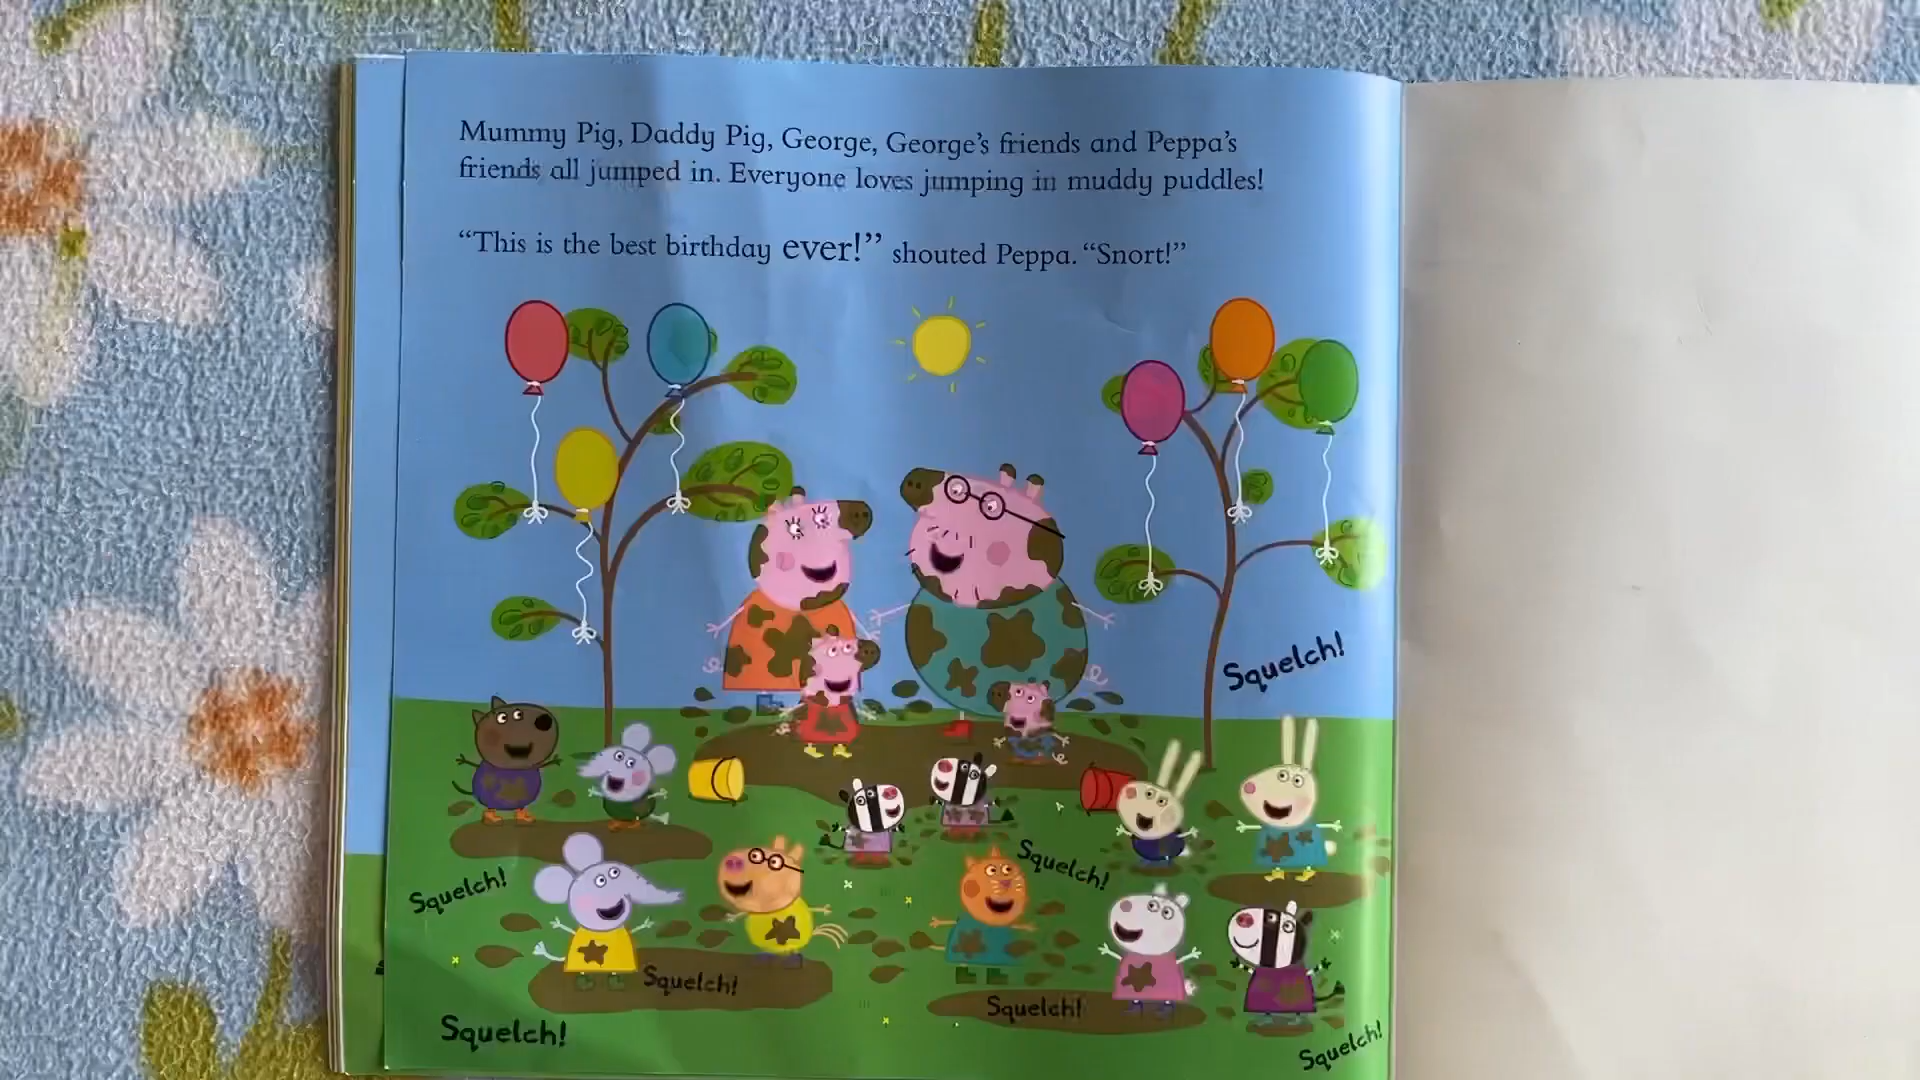 Mummy Pig, Daddy Pig, George, George's friends and Peppa's
friends all jumped in. Everyone loves jumping in muddy puddles!
“This is the best birthday ever!” shouted Peppa. “Snort!”
Squelch!
Squelch!
Squelch!
Squelch!
Squelch!
Squelch!
Squelch!